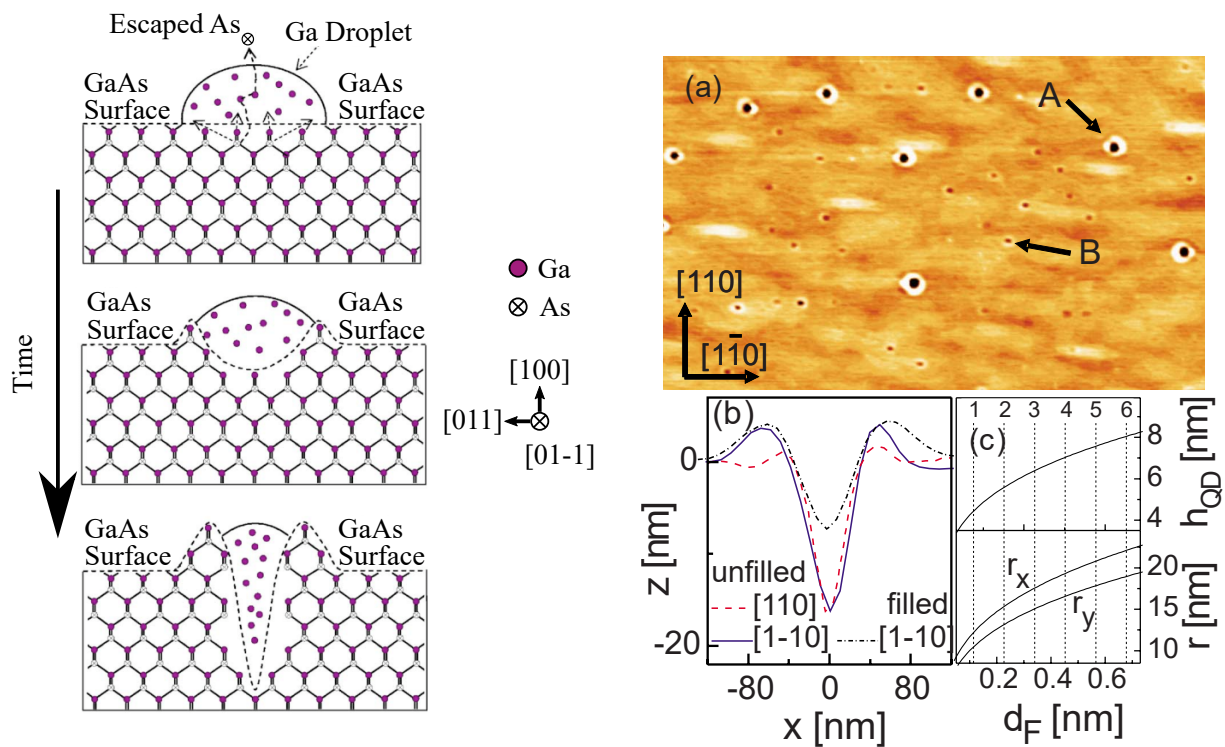 Escaped As
Ga Droplet
GaAs
Surface
GaAs
Surface
Time
GaAs
Surface
GaAs
Surface
Ga
As
[100]
[011]
[01-1]
GaAs
Surface
GaAs
Surface
(a)
A
B
[110]
[11̄0]
(b)
0
-20
z [nm]
unfilled
filled
[110]
[1-10]
[1-10]
-80
0
80
x [nm]
1 2 3 4 5 6
(c)
8
6
4
h_QD [nm]
r_x
r_y
20
15
10
r [nm]
0.2 0.4 0.6
d_F [nm]